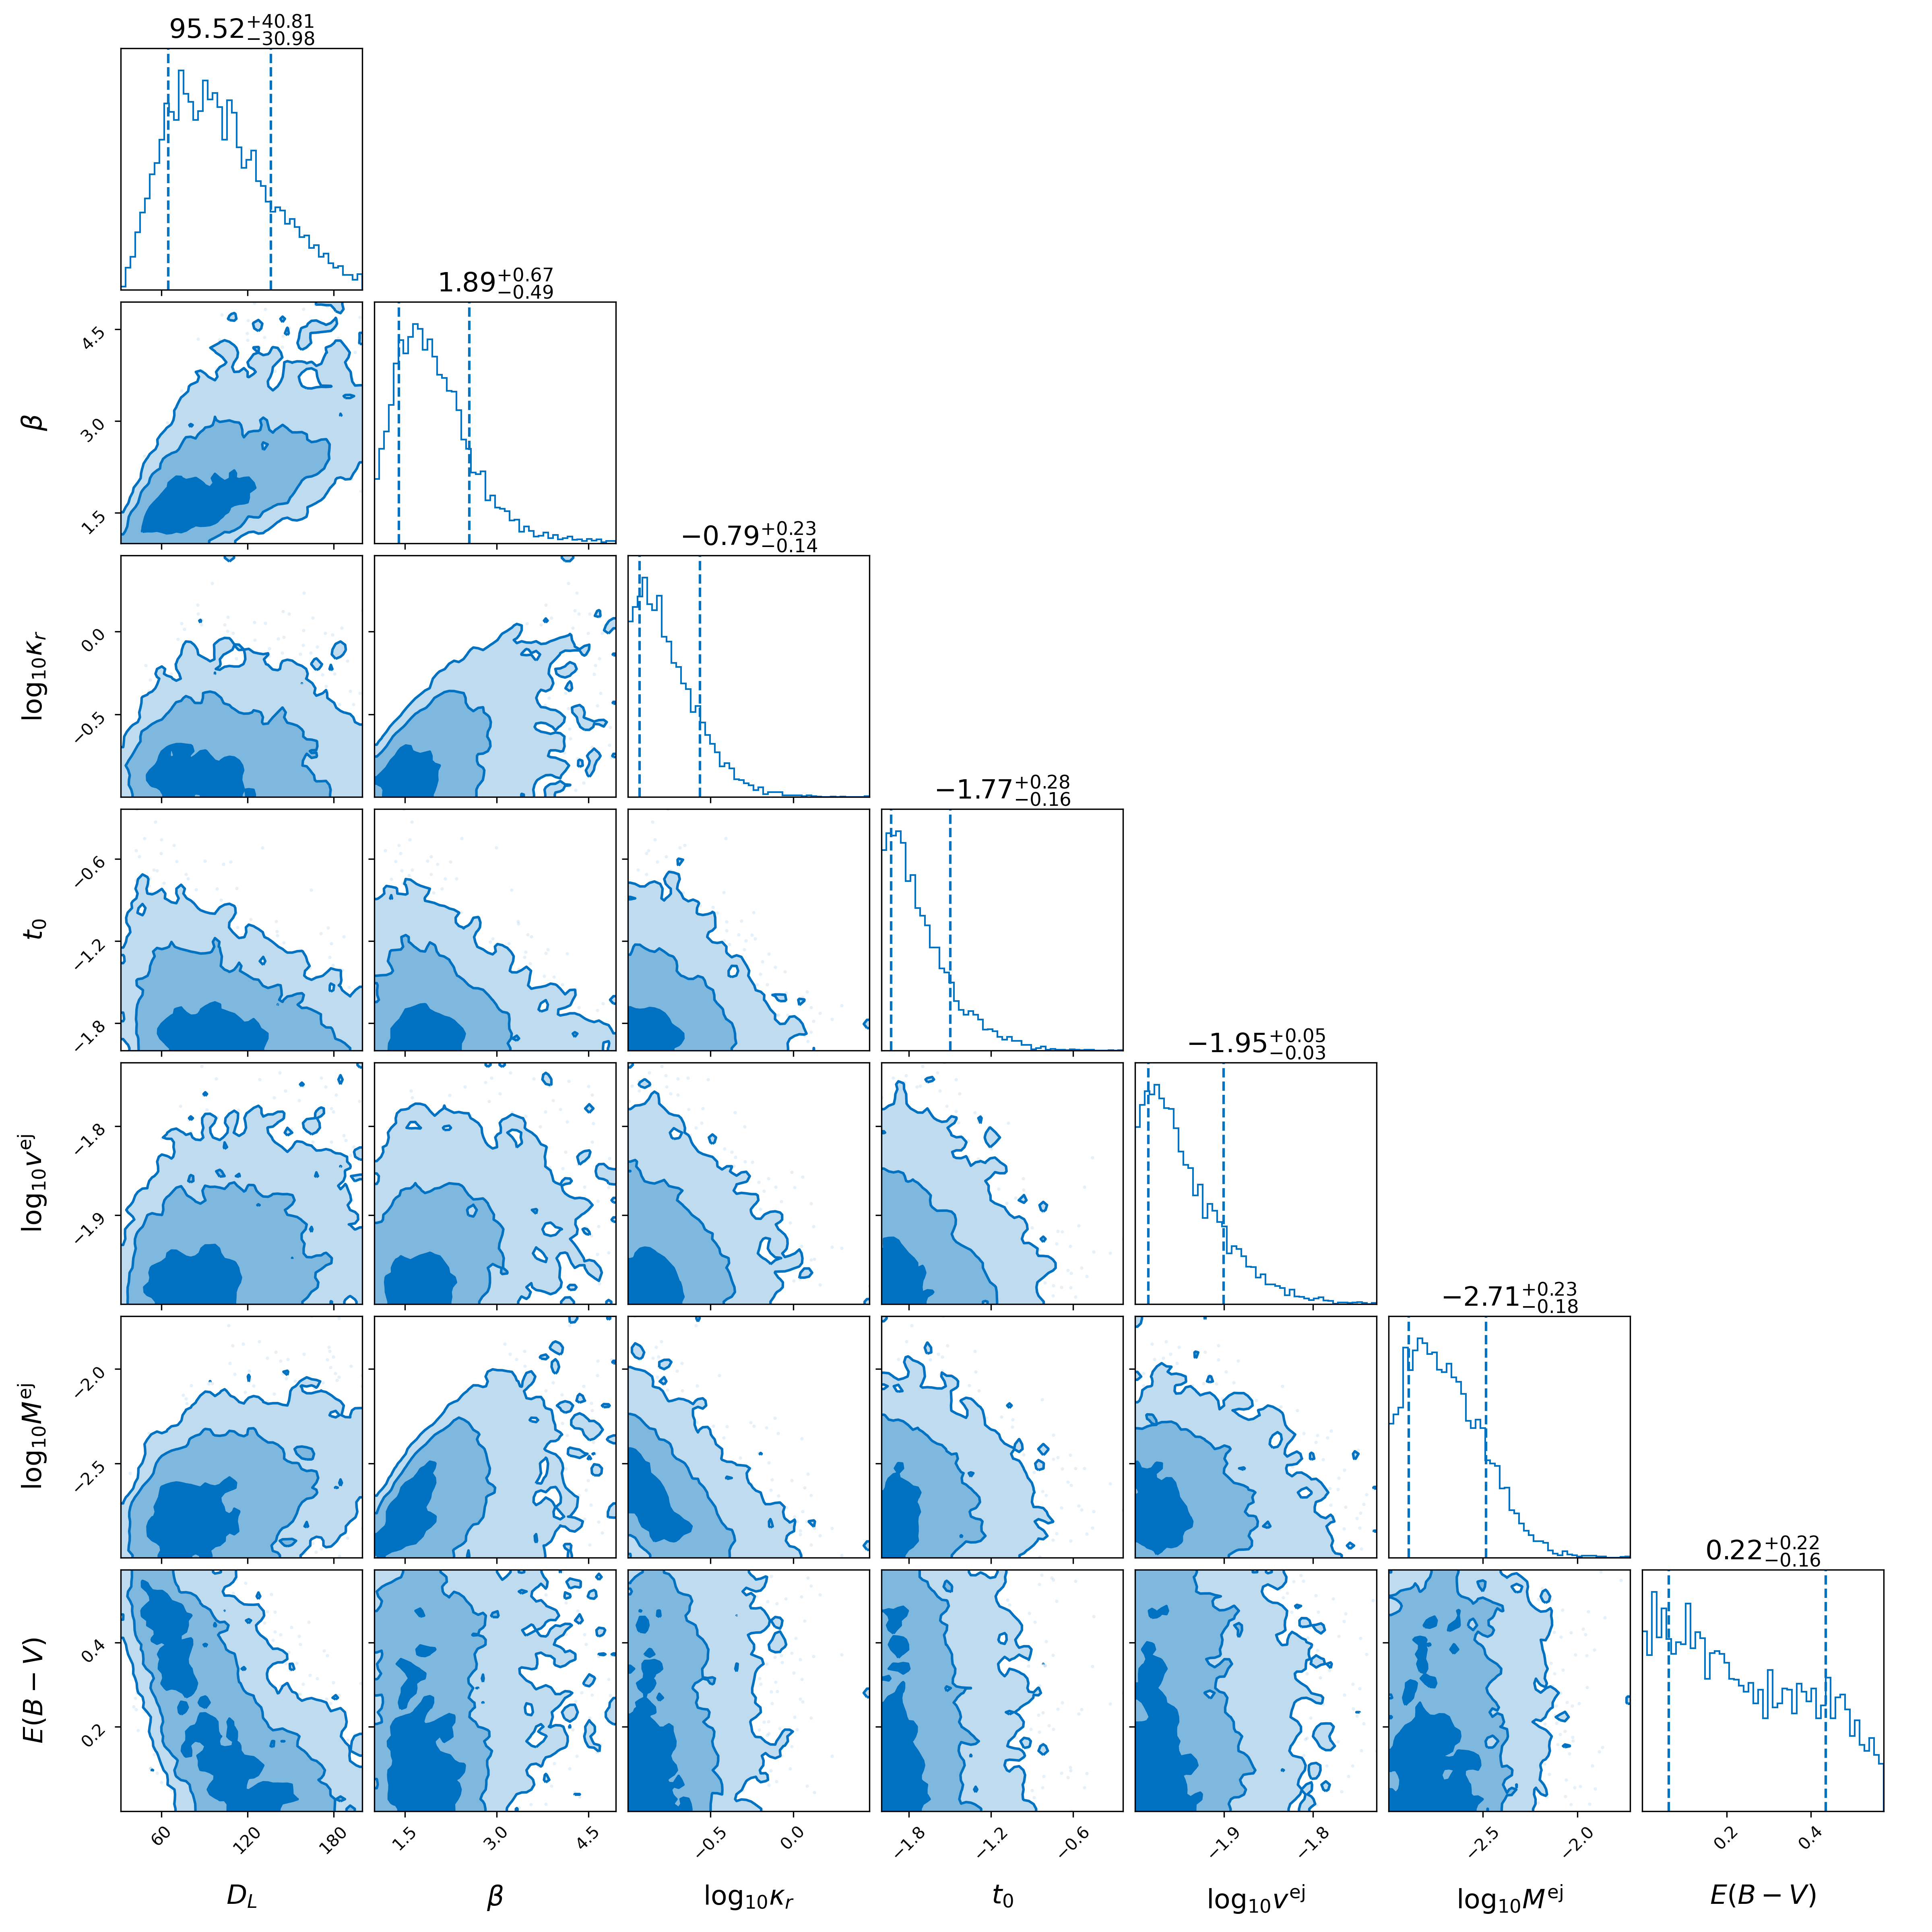 95.52^{+40.81}_{−30.98}
1.89^{+0.67}_{−0.49}
−0.79^{+0.23}_{−0.14}
−1.77^{+0.28}_{−0.16}
−1.95^{+0.05}_{−0.03}
−2.71^{+0.23}_{−0.18}
0.22^{+0.22}_{−0.16}
β
4.5
3.0
1.5
log₁₀κᵣ
0.0
−0.5
t₀
−0.6
−1.2
−1.8
log₁₀v^{ej}
−1.8
−1.9
log₁₀M^{ej}
−2.0
−2.5
E(B − V)
0.4
0.2
60 120 180 1.5 3.0 4.5 −0.5 0.0 −1.8 −1.2 −0.6 −1.9 −1.8 −2.5 −2.0 0.2 0.4
D_L β log₁₀κᵣ t₀ log₁₀v^{ej} log₁₀M^{ej} E(B − V)